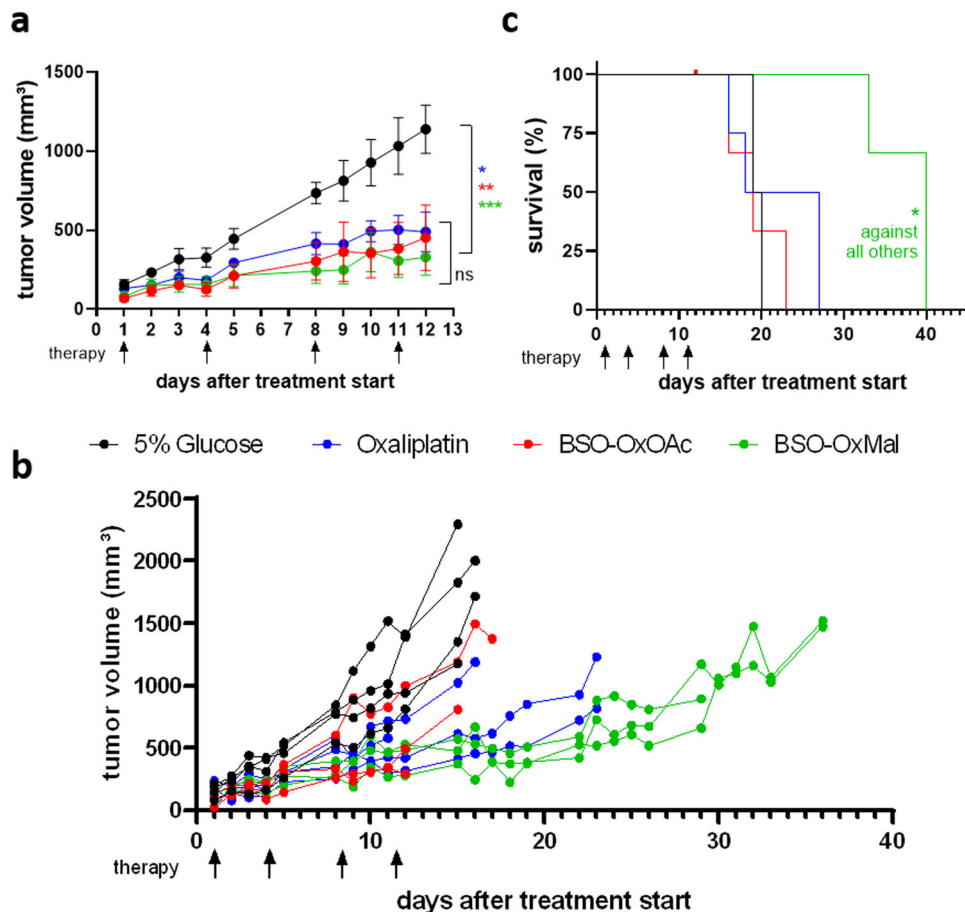 a
c
1500
1000
500
0
tumor volume (mm³)
*
**
***
ns
0 1 2 3 4 5 6 7 8 9 10 11 12 13
therapy
days after treatment start
100
75
50
25
0
survival (%)
*
against
all others
0 10 20 30 40
therapy
days after treatment start
5% Glucose
Oxaliplatin
BSO-OxOAc
BSO-OxMal
b
2500
2000
1500
1000
500
0
tumor volume (mm³)
0 10 20 30 40
therapy
days after treatment start